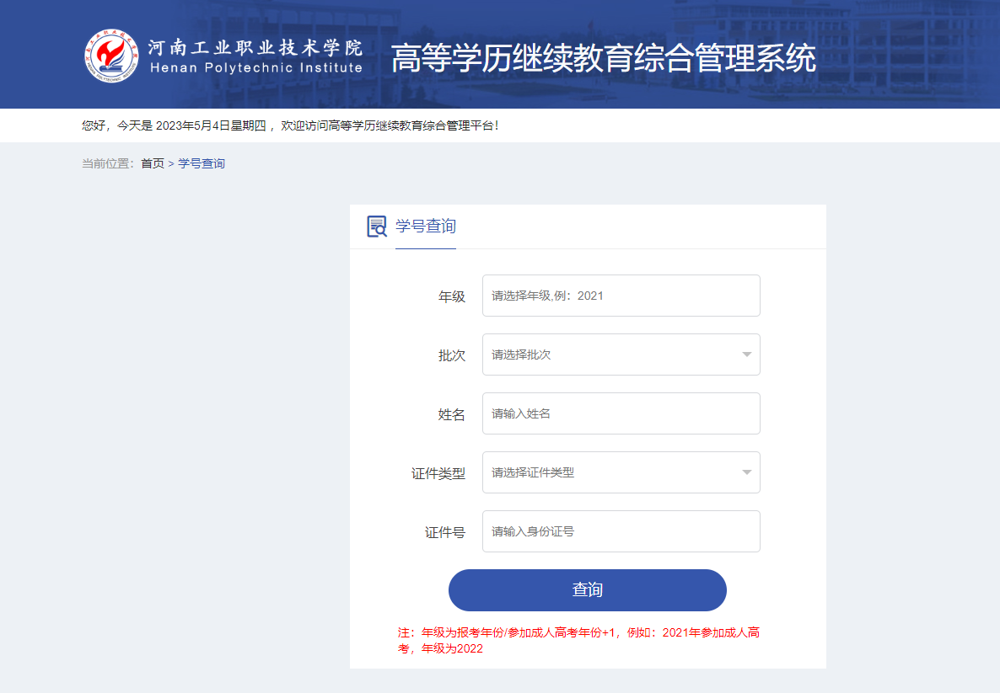 河南工业职业技术学院
Henan Polytechnic Institute
高等学历继续教育综合管理系统
您好，今天是 2023年5月4日星期四 ，欢迎访问高等学历继续教育综合管理平台！
当前位置：首页 > 学号查询
学号查询
年级 请选择年级,例：2021
批次 请选择批次
姓名 请输入姓名
证件类型 请选择证件类型
证件号 请输入身份证号
查询
注：年级为报考年份/参加成人高考年份+1，例如：2021年参加成人高
考，年级为2022